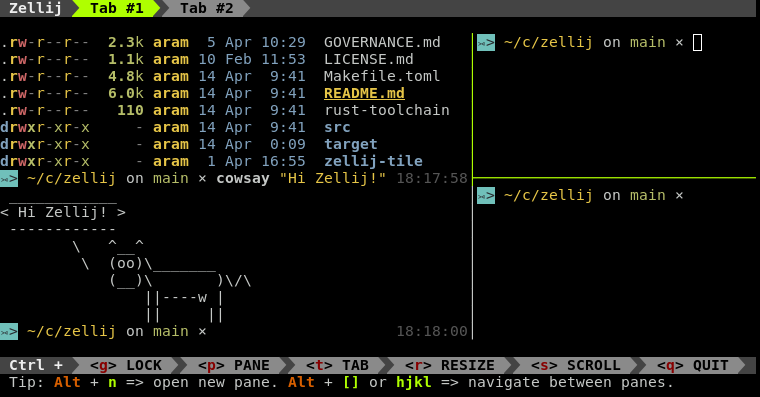 Zellij  Tab #1  Tab #2
.rw-r--r--  2.3k aram  5 Apr 10:29  GOVERNANCE.md
.rw-r--r--  1.1k aram 10 Feb 11:53  LICENSE.md
.rw-r--r--  4.8k aram 14 Apr  9:41  Makefile.toml
.rw-r--r--  6.0k aram 14 Apr  9:41  README.md
.rw-r--r--   110 aram 14 Apr  9:41  rust-toolchain
drwxr-xr-x     - aram 14 Apr  9:41  src
drwxr-xr-x     - aram 14 Apr  0:09  target
drwxr-xr-x     - aram  1 Apr 16:55  zellij-tile
~/c/zellij on main × cowsay "Hi Zellij!" 18:17:58
 ____________
< Hi Zellij! >
 ------------
        \   ^__^
         \  (oo)\_______
            (__)\       )\/\
                ||----w |
                ||     ||
~/c/zellij on main × 18:18:00
~/c/zellij on main ×
~/c/zellij on main ×
Ctrl +  <g> LOCK  <p> PANE  <t> TAB  <r> RESIZE  <s> SCROLL  <q> QUIT
Tip: Alt + n => open new pane. Alt + [] or hjkl => navigate between panes.